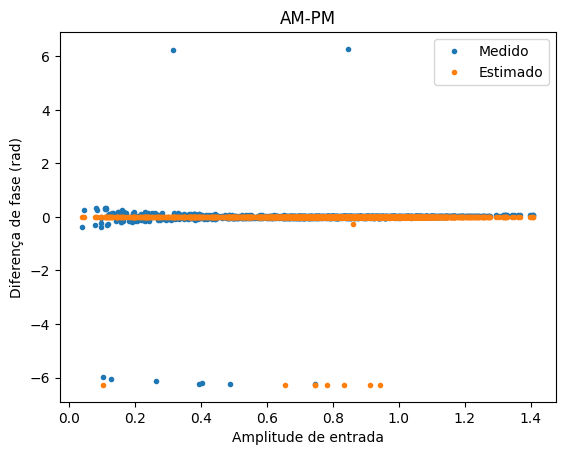 AM-PM
Medido
Estimado
Diferença de fase (rad)
6
4
2
0
−2
−4
−6
0.0 0.2 0.4 0.6 0.8 1.0 1.2 1.4
Amplitude de entrada